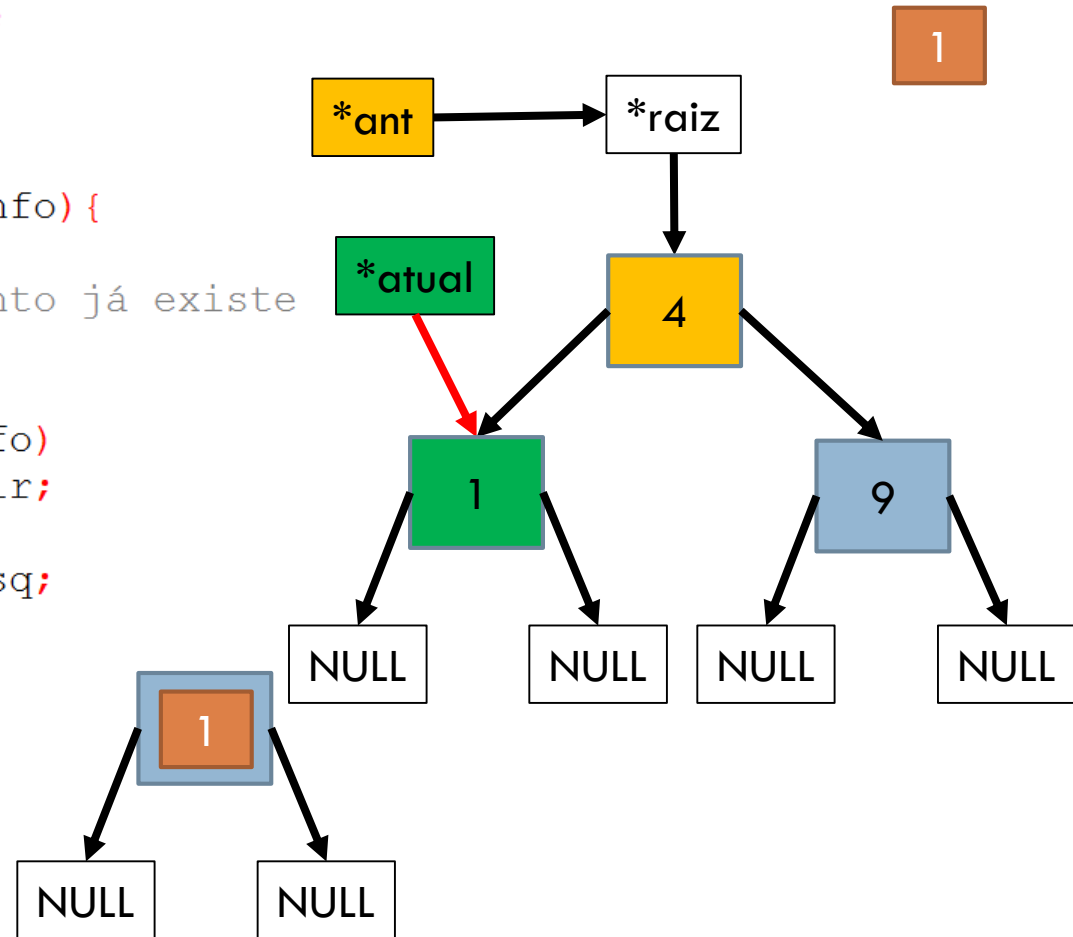 1
*ant
*raiz
nfo){
*atual
nto já existe
4
fo)
ir;
1
9
sq;
NULL
NULL
NULL
NULL
1
NULL
NULL